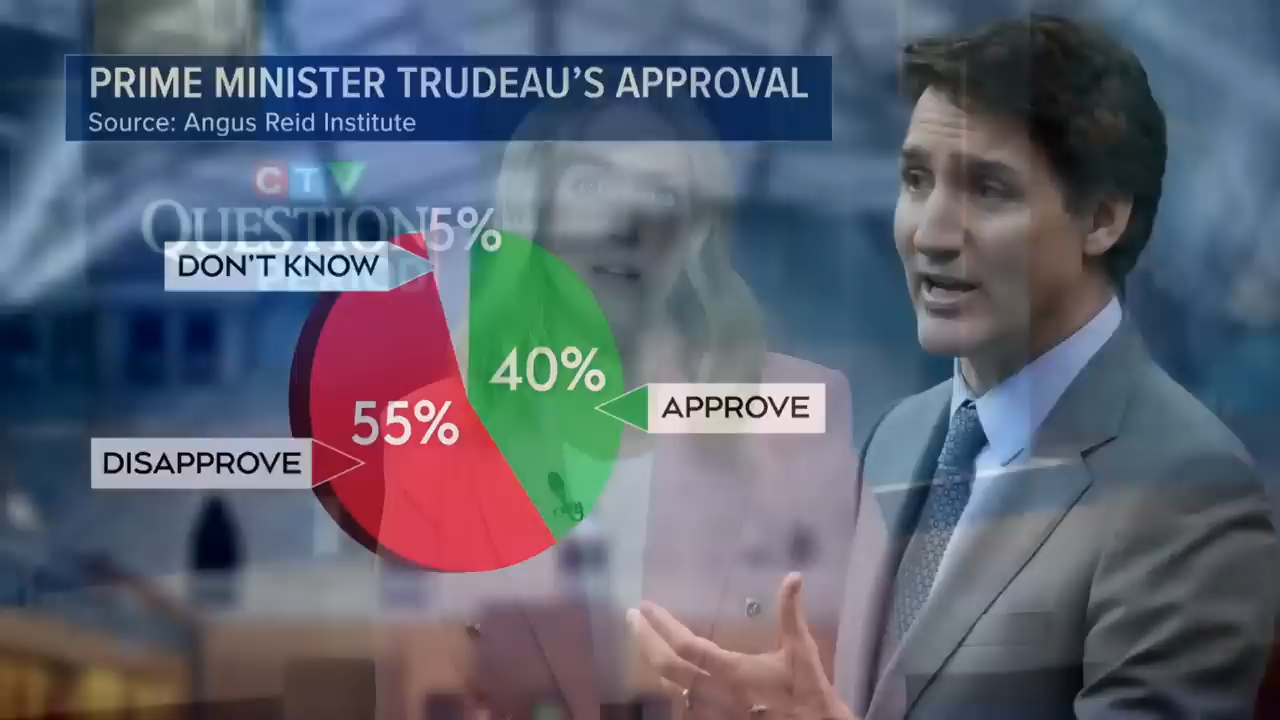 PRIME MINISTER TRUDEAU'S APPROVAL
Source: Angus Reid Institute
CTV
QUESTION
5%
DON'T KNOW
40%
APPROVE
55%
DISAPPROVE